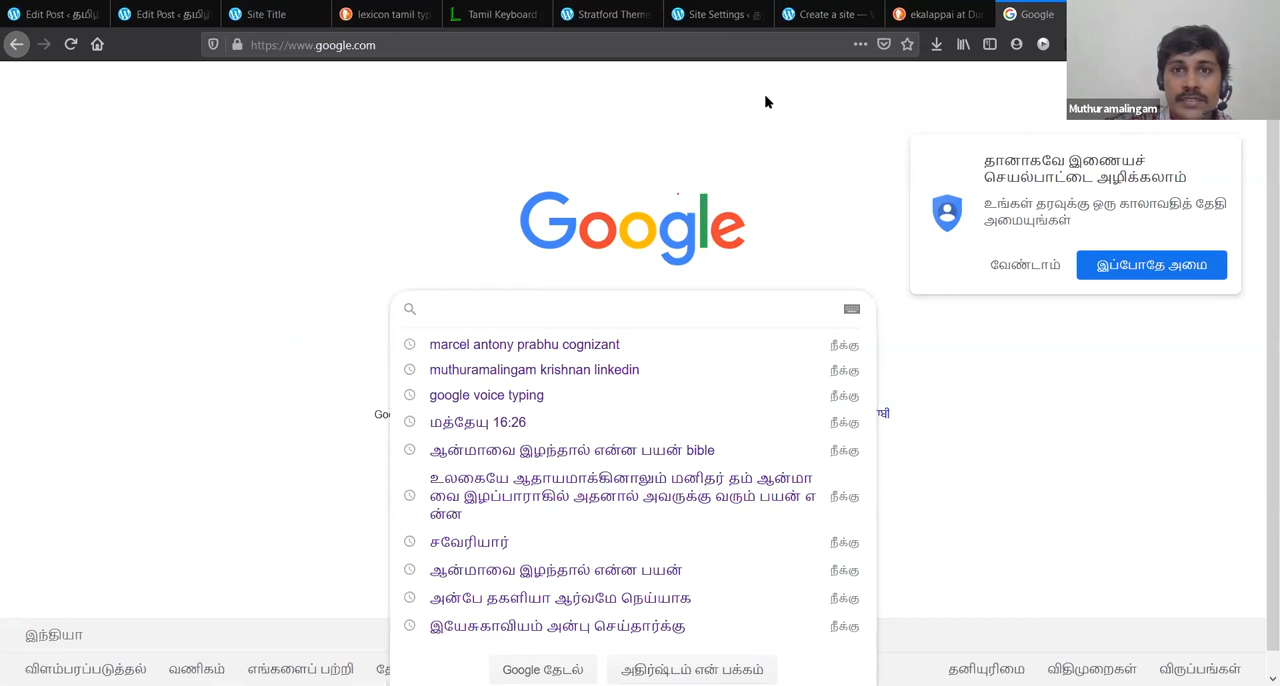 Edit Post ‹ தமிழ
Edit Post ‹ தமிழ
Site Title
lexicon tamil ty
Tamil Keyboard
Stratford Theme
Site Settings ‹ த
Create a site —
ekalappai at Du
Google
https://www.google.com
Muthuramalingam
தானாகவே இணையச்
செயல்பாட்டை அழிக்கலாம்
உங்கள் தரவுக்கு ஒரு காலாவதித் தேதி
அமையுங்கள்
வேண்டாம்
இப்போதே அமை
Google
marcel antony prabhu cognizant
நீக்கு
muthuramalingam krishnan linkedin
நீக்கு
google voice typing
நீக்கு
மத்தேயு 16:26
நீக்கு
ஆன்மாவை இழந்தால் என்ன பயன் bible
நீக்கு
உலகையே ஆதாயமாக்கினாலும் மனிதர் தம் ஆன்மா
வை இழப்பாராகில் அதனால் அவருக்கு வரும் பயன் எ
ன்ன
நீக்கு
சவேரியார்
நீக்கு
ஆன்மாவை இழந்தால் என்ன பயன்
நீக்கு
அன்பே தகளியா ஆர்வமே நெய்யாக
நீக்கு
இயேசுகாவியம் அன்பு செய்தார்க்கு
நீக்கு
Google தேடல்
அதிர்ஷ்டம் என் பக்கம்
இந்தியா
விளம்பரப்படுத்தல்
வணிகம்
எங்களைப் பற்றி
தனியுரிமை
விதிமுறைகள்
விருப்பங்கள்